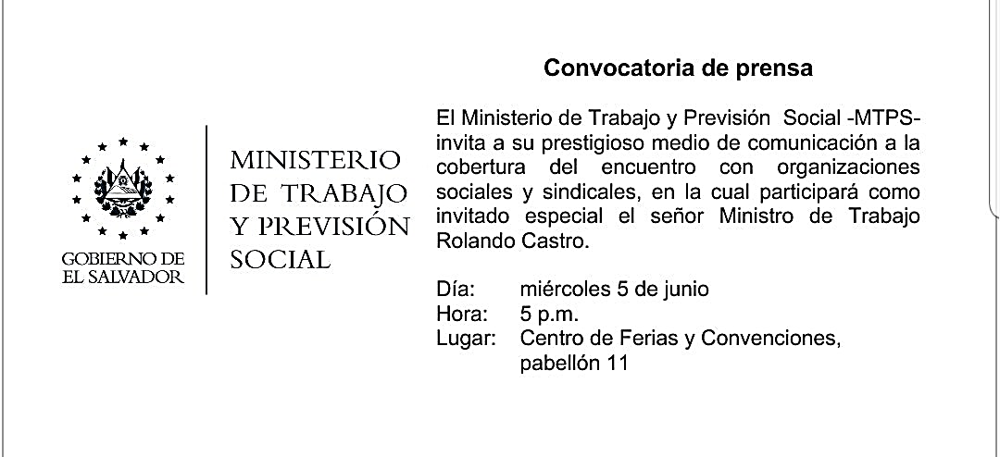 Convocatoria de prensa
El Ministerio de Trabajo y Previsión Social -MTPS-
invita a su prestigioso medio de comunicación a la
cobertura del encuentro con organizaciones
sociales y sindicales, en la cual participará como
invitado especial el señor Ministro de Trabajo
Rolando Castro.
Día: miércoles 5 de junio
Hora: 5 p.m.
Lugar: Centro de Ferias y Convenciones,
pabellón 11
GOBIERNO DE
EL SALVADOR
MINISTERIO
DE TRABAJO
Y PREVISIÓN
SOCIAL